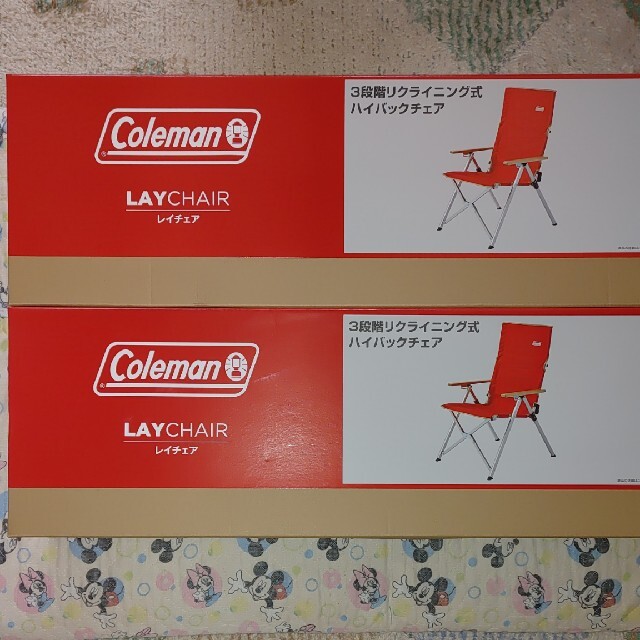 Coleman
LAYCHAIR
レイチェア
3段階リクライニング式
ハイバックチェア
Coleman
LAYCHAIR
レイチェア
3段階リクライニング式
ハイバックチェア